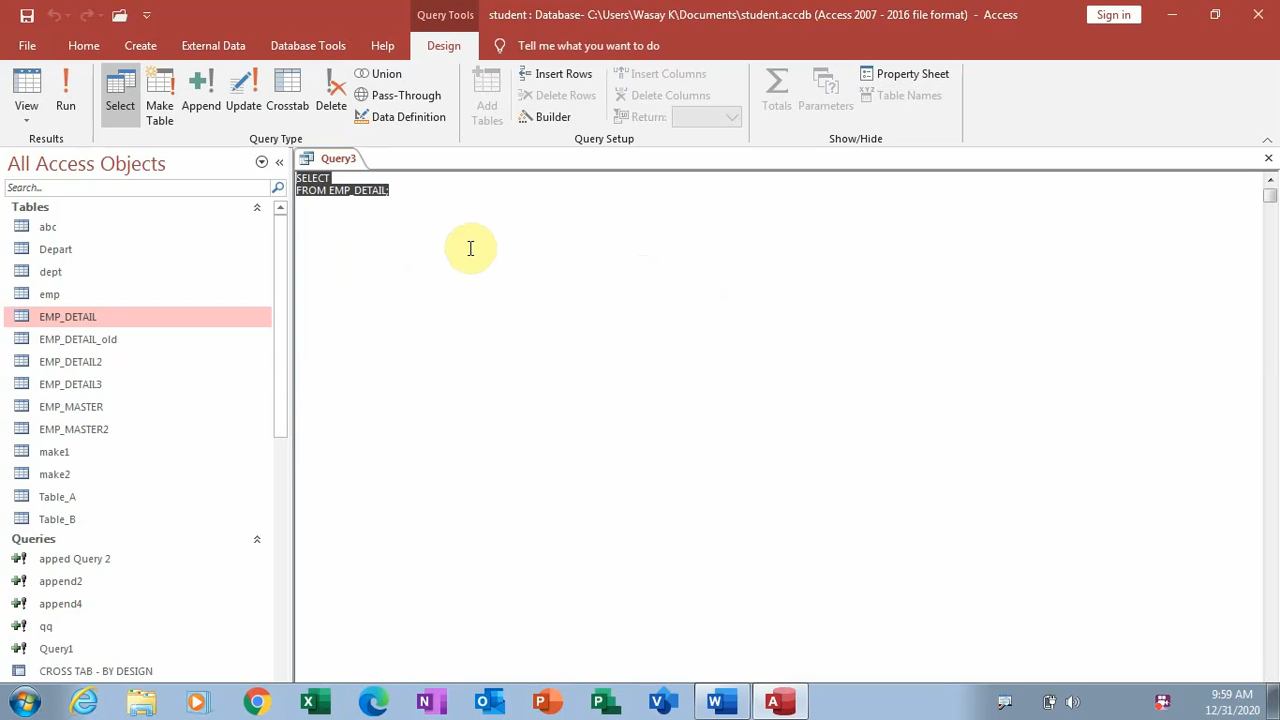 Query Tools
student : Database- C:\Users\Wasay K\Documents\student.accdb (Access 2007 - 2016 file format) - Access
Sign in
File
Home
Create
External Data
Database Tools
Help
Design
Tell me what you want to do
View
Run
Select
Make Table
Append
Update
Crosstab
Delete
Union
Pass-Through
Data Definition
Add Tables
Insert Rows
Delete Rows
Builder
Insert Columns
Delete Columns
Return:
Totals
Parameters
Property Sheet
Table Names
Results
Query Type
Query Setup
Show/Hide
All Access Objects
Search...
Tables
abc
Depart
dept
emp
EMP_DETAIL
EMP_DETAIL_old
EMP_DETAIL2
EMP_DETAIL3
EMP_MASTER
EMP_MASTER2
make1
make2
Table_A
Table_B
Queries
apped Query 2
append2
append4
qq
Query1
CROSS TAB - BY DESIGN
Query3
SELECT
FROM EMP_DETAIL;
9:59 AM
12/31/2020